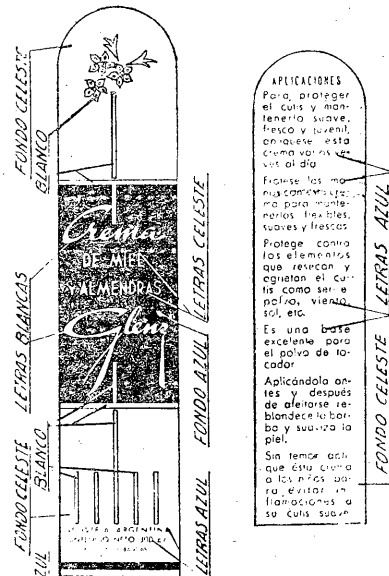 FONDO CELESTE
BLANCO
LETRAS BLANCAS
FONDO CELESTE
BLANCO
Crema
DE MIEL
Y ALMENDRAS
Glens
ARGENTINA
CONTENIDO NETO
LETRAS CELESTE
FONDO AZUL
LETRAS AZUL
APLICACIONES
Para proteger
el cutis y man-
tenerlo suave,
fresco y juvenil,
apliquese esta
crema varias ve-
ces al día
Frótese las ma-
nos con esta cre-
ma para mante-
nerlas flexibles,
suaves y frescas
Protege contra
los elementos
que resecan y
agrietan el cu-
tis como ser: el
polvo, viento,
sol, etc.
Es una base
excelente para
el polvo de to-
cador
Aplicándola an-
tes y después
de afeitarse re-
blandece la bar-
ba y suaviza la
piel.
Sin temor apli-
que ésta crema
a los niños pa-
ra evitar in-
flamaciones a
su cutis suave
LETRAS AZUL
FONDO CELESTE